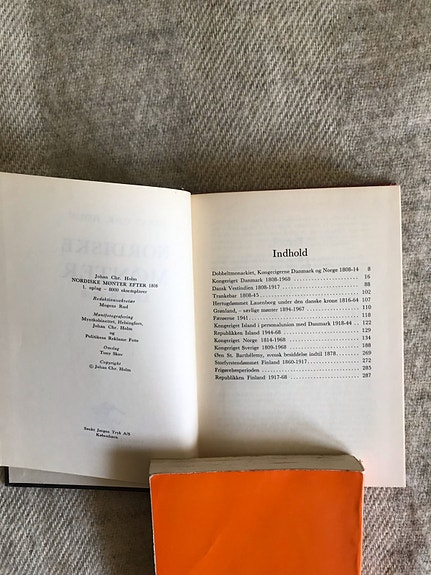 Johan Chr. Holm
NORDISKE MØNTER EFTER 1808
1. oplag – 8000 eksemplarer
Redaktionssekretær
Mogens Rud
Møntfotografering
Myntkabinettet, Helsingfors,
Johan Chr. Holm
og
Politikens Reklame Foto
Omslag
Tony Skov
Copyright
© Johan Chr. Holm
Sankt Jørgen Tryk A/S
København
Indhold
Dobbeltmonarkiet, Kongerigerne Danmark og Norge 1808-14 8
Kongeriget Danmark 1808-1968 16
Dansk Vestindien 1808-1917 88
Trankebar 1808-45 102
Hertugdømmet Lauenborg under den danske krone 1816-64 107
Grønland, – særlige mønter 1894-1967 110
Færøerne 1941 118
Kongeriget Island i personalunion med Danmark 1918-44 122
Republikken Island 1944-68
Kongeriget Norge 1814-1968 134
Kongeriget Sverige 1809-1968 188
Øen St. Barthélemy, svensk besiddelse indtil 1878 269
Storfyrstendømmet Finland 1860-1917 272
Frigørelsesperioden 285
Republikken Finland 1917-68 287